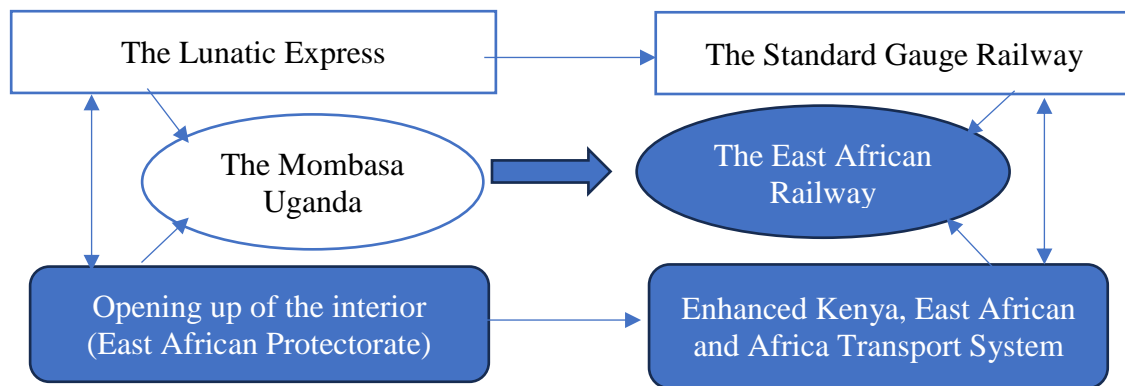 The Lunatic Express
The Standard Gauge Railway
The Mombasa
Uganda
The East African
Railway
Opening up of the interior
(East African Protectorate)
Enhanced Kenya, East African
and Africa Transport System